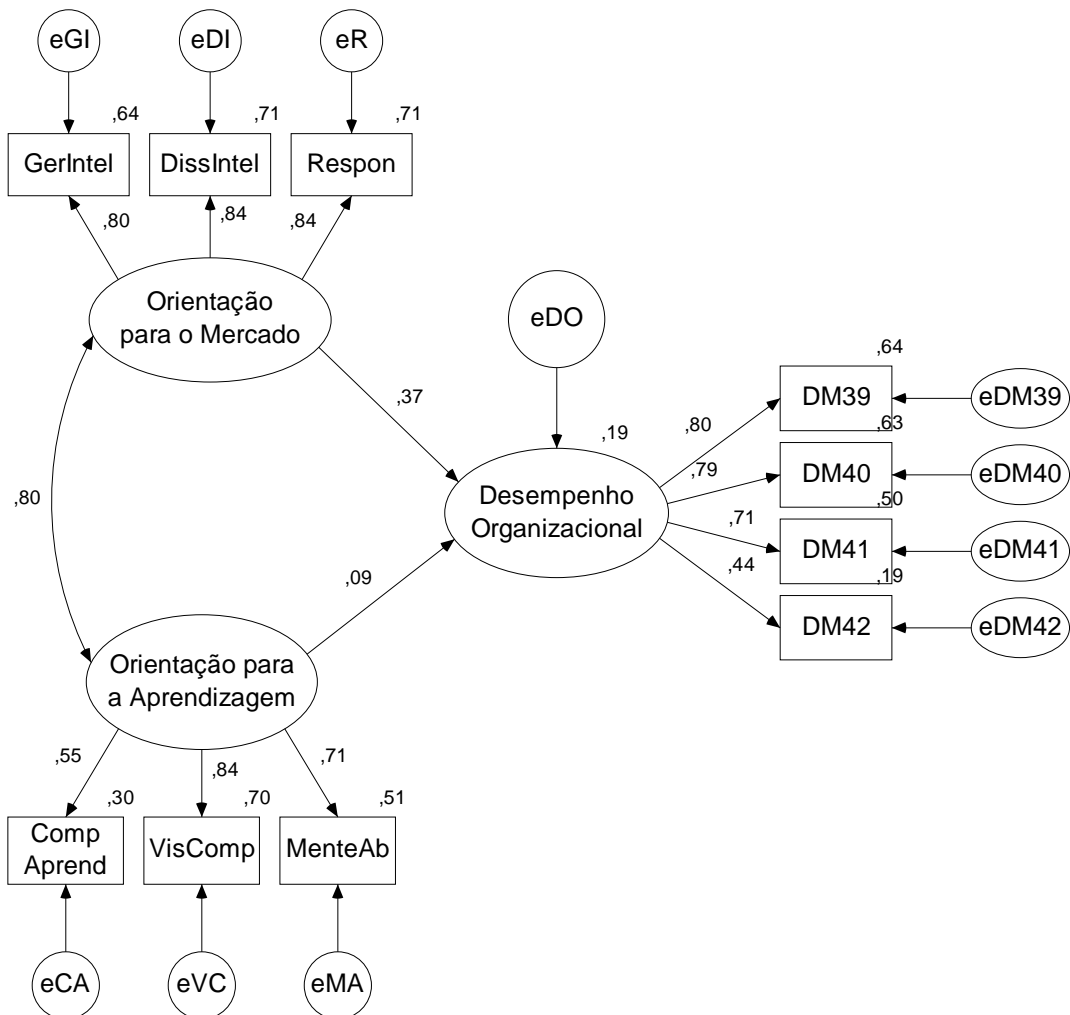 eGI
eDI
eR
,64
,71
,71
GerIntel
DissIntel
Respon
,80
,84
,84
Orientação
para o Mercado
eDO
,64
DM39
eDM39
,37
,80
,19
,63
,79
DM40
eDM40
,80
Desempenho
Organizacional
,50
,71
DM41
eDM41
,09
,44
,19
DM42
eDM42
Orientação para
a Aprendizagem
,55
,84
,71
,30
,70
,51
Comp
Aprend
VisComp
MenteAb
eCA
eVC
eMA